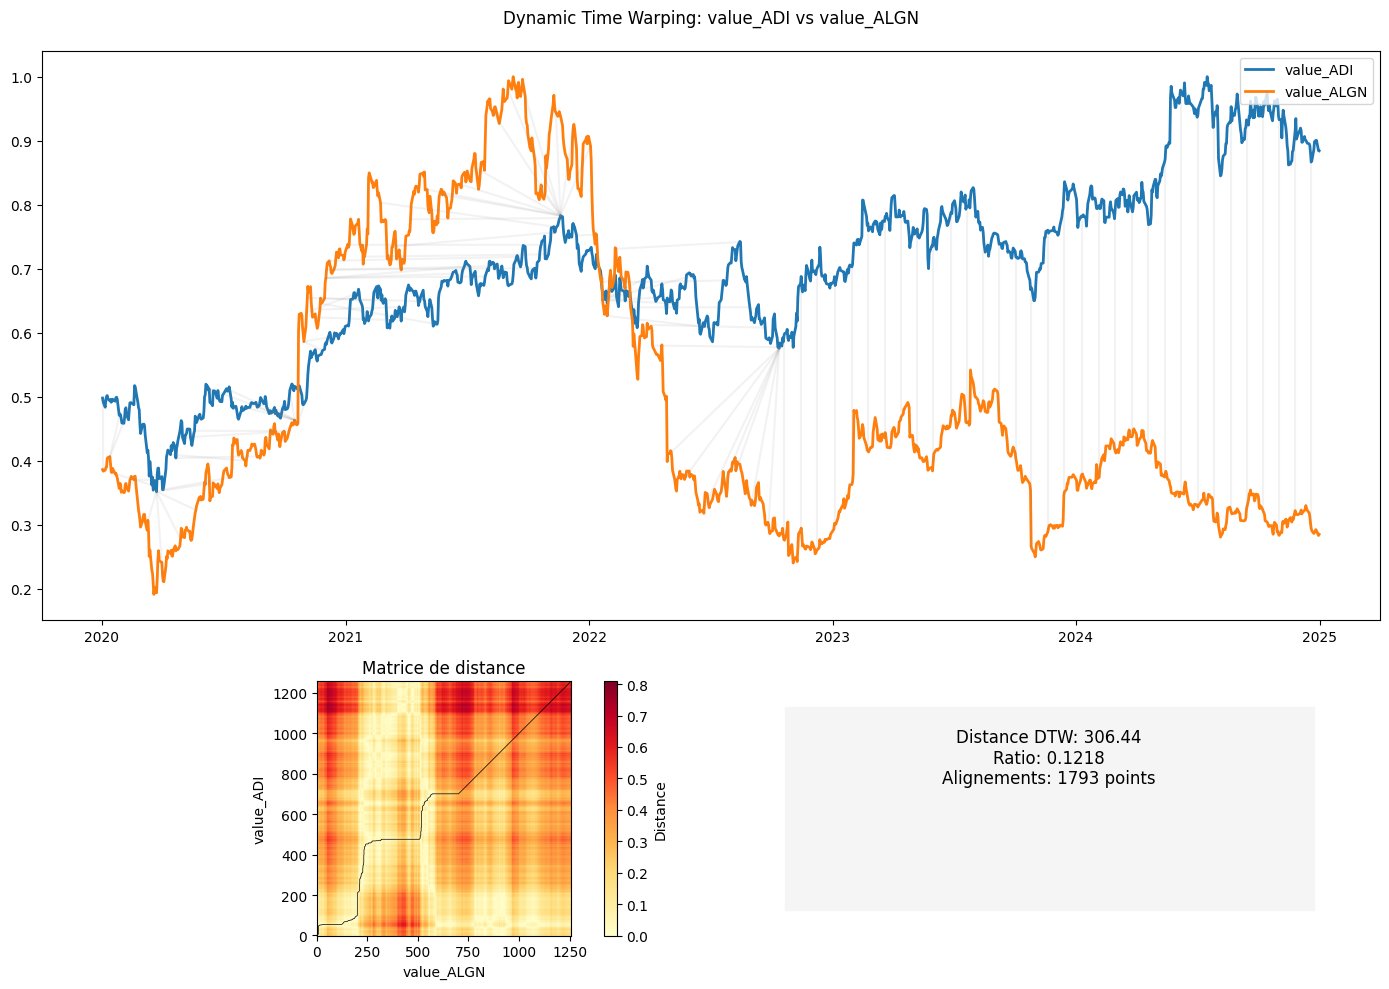 Dynamic Time Warping: value_ADI vs value_ALGN
value_ADI
value_ALGN
1.0
0.9
0.8
0.7
0.6
0.5
0.4
0.3
0.2
2020 2021 2022 2023 2024 2025
Matrice de distance
value_ADI
1200
1000
800
600
400
200
0
0 250 500 750 1000 1250
value_ALGN
0.8
0.7
0.6
0.5
0.4
0.3
0.2
0.1
0.0
Distance
Distance DTW: 306.44
Ratio: 0.1218
Alignements: 1793 points